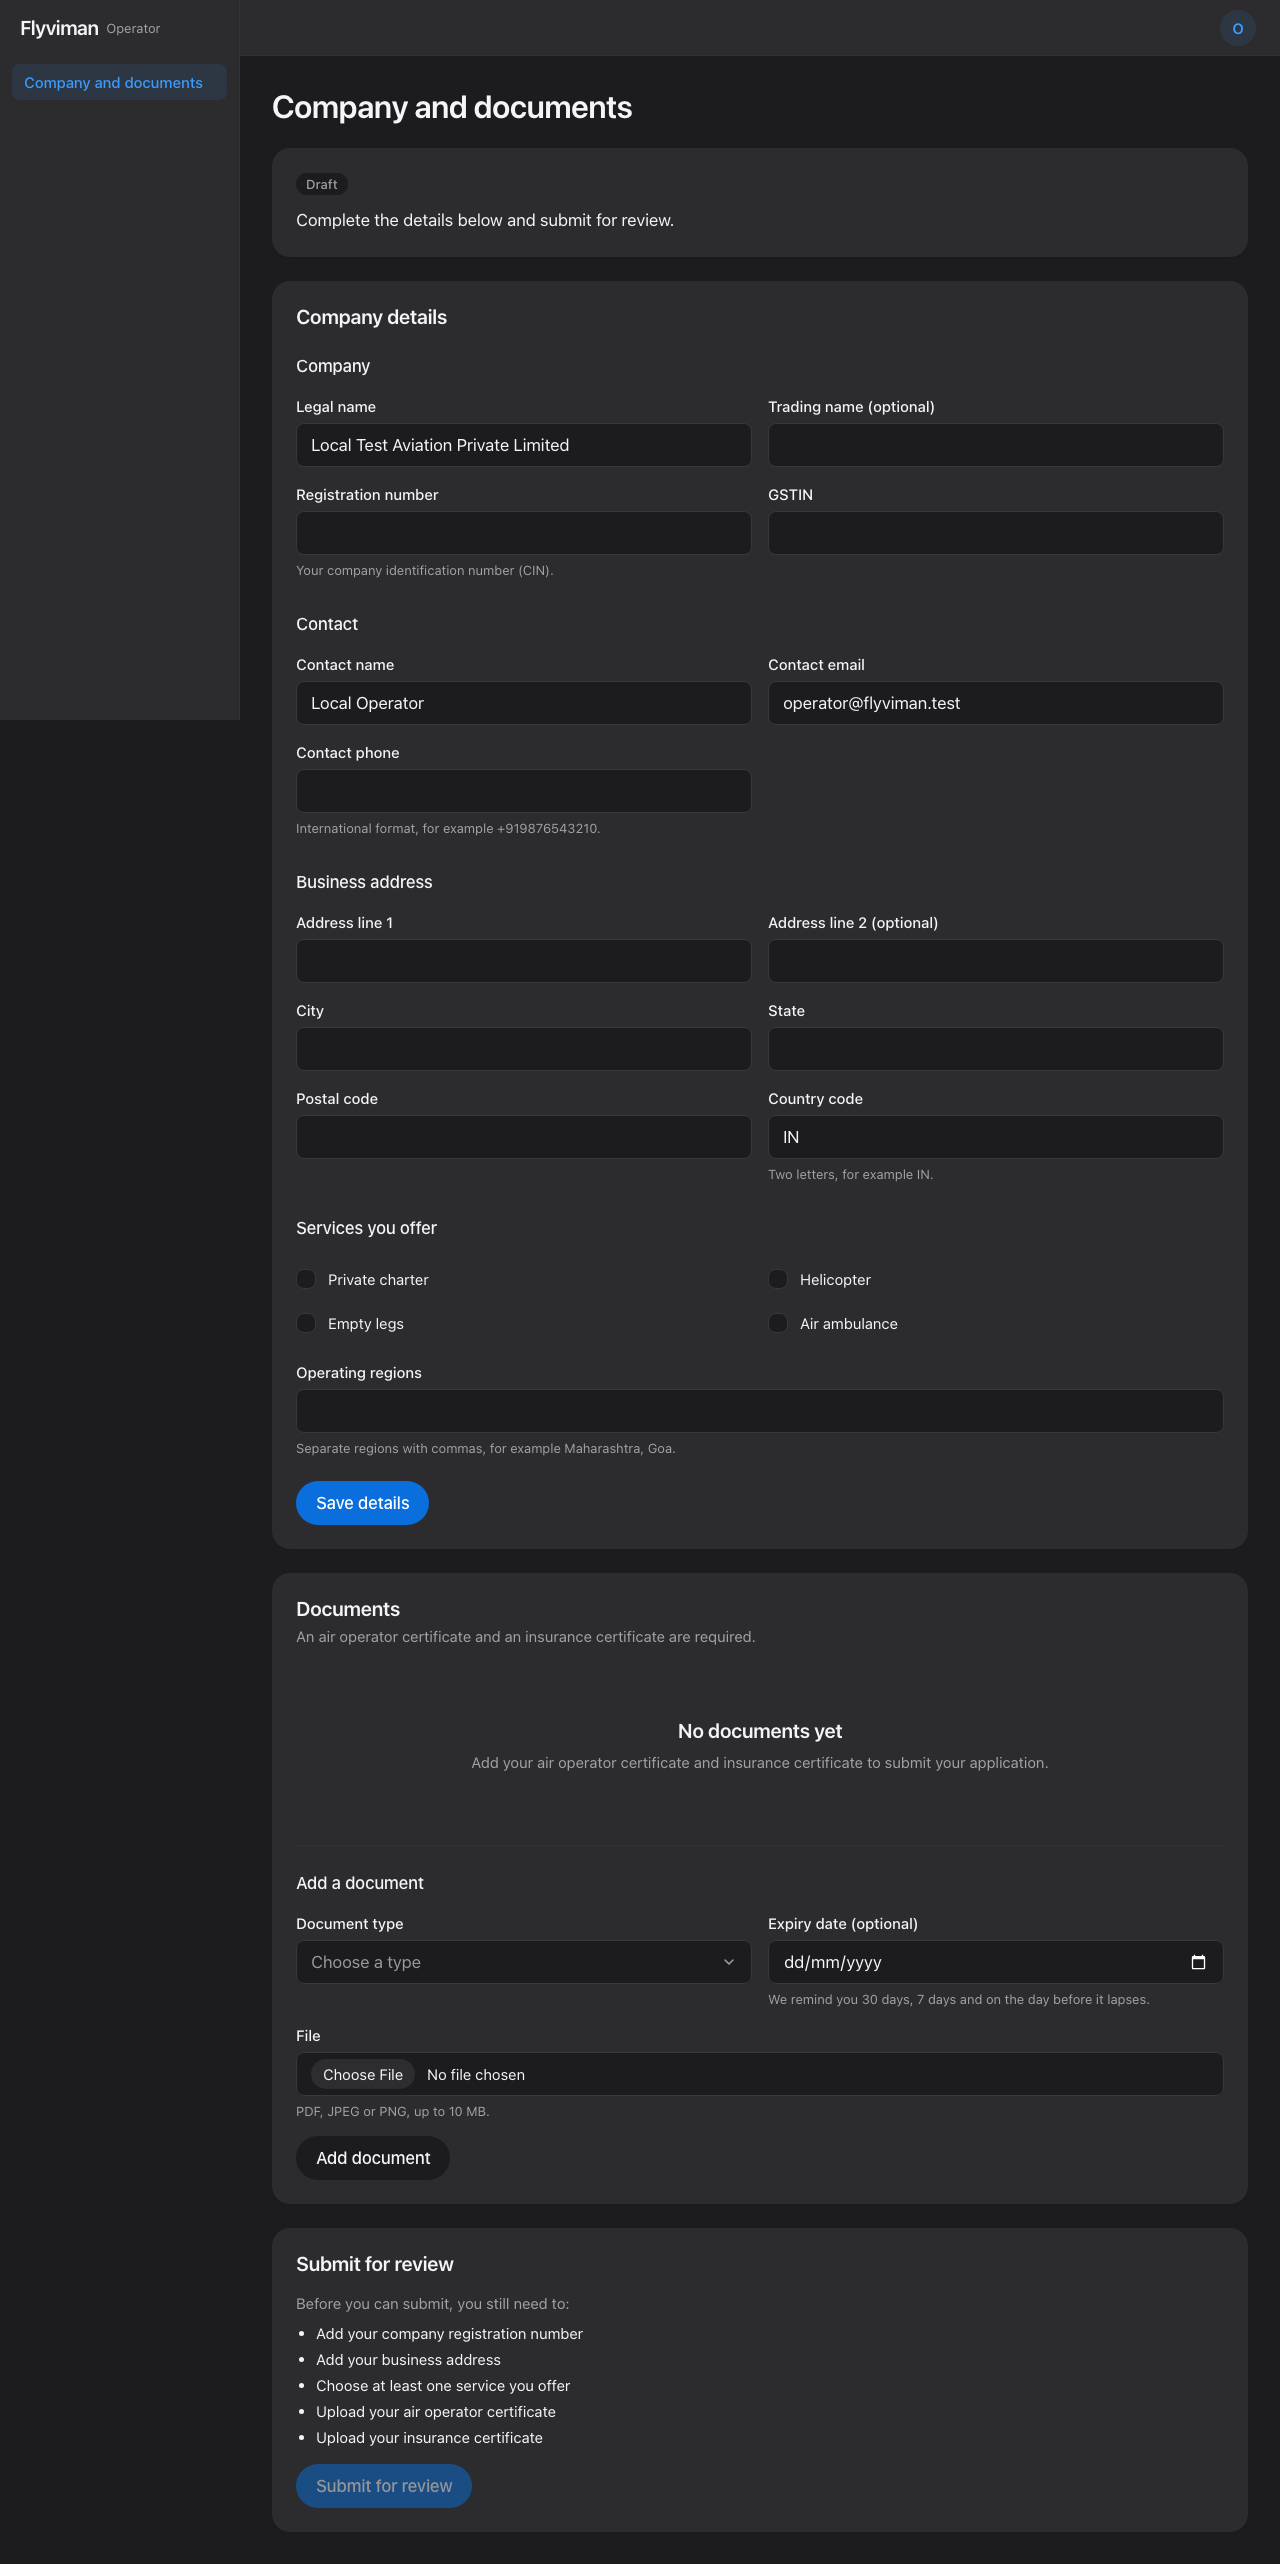 Flyviman Operator
O
Company and documents
Company and documents
Draft
Complete the details below and submit for review.
Company details
Company
Legal name
Trading name (optional)
Local Test Aviation Private Limited
Registration number
GSTIN
Your company identification number (CIN).
Contact
Contact name
Contact email
Local Operator
operator@flyviman.test
Contact phone
International format, for example +919876543210.
Business address
Address line 1
Address line 2 (optional)
City
State
Postal code
Country code
IN
Two letters, for example IN.
Services you offer
Private charter
Helicopter
Empty legs
Air ambulance
Operating regions
Separate regions with commas, for example Maharashtra, Goa.
Save details
Documents
An air operator certificate and an insurance certificate are required.
No documents yet
Add your air operator certificate and insurance certificate to submit your application.
Add a document
Document type
Expiry date (optional)
Choose a type
dd/mm/yyyy
We remind you 30 days, 7 days and on the day before it lapses.
File
Choose File No file chosen
PDF, JPEG or PNG, up to 10 MB.
Add document
Submit for review
Before you can submit, you still need to:
• Add your company registration number
• Add your business address
• Choose at least one service you offer
• Upload your air operator certificate
• Upload your insurance certificate
Submit for review